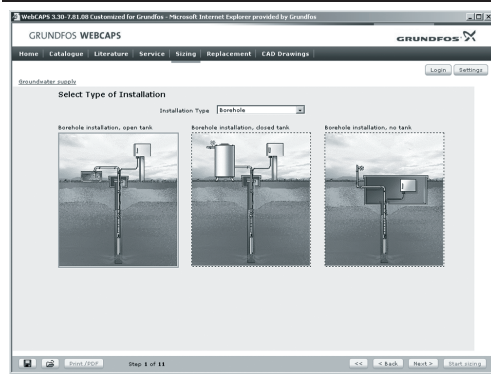 WebCAPS 3.30-7.81.08 Customized for Grundfos - Microsoft Internet Explorer provided by Grundfos
GRUNDFOS WEBCAPS
GRUNDFOS
Home Catalogue Literature Service Sizing Replacement CAD Drawings
Login Settings
Groundwater supply
Select Type of Installation
Installation Type Borehole
Borehole installation, open tank Borehole installation, closed tank Borehole installation, no tank
Print/PDF Step 1 of 11 << < Back Next > Start sizing